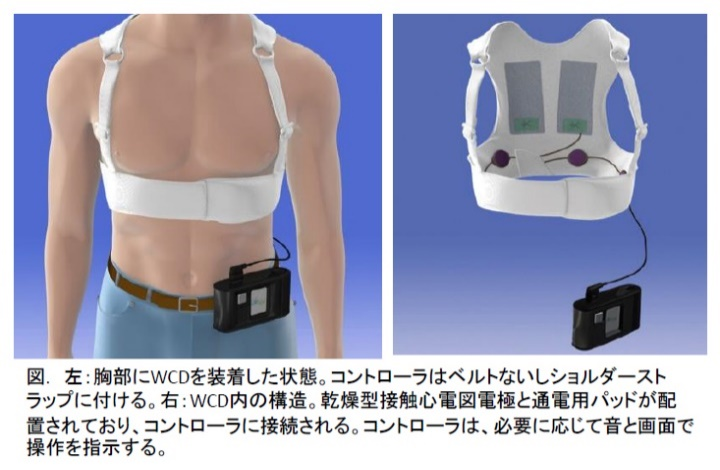 図．左：胸部にWCDを装着した状態。コントローラはベルトないしショルダースト
ラップに付ける。右：WCD内の構造。乾燥型接触心電図電極と通電用パッドが配
置されており、コントローラに接続される。コントローラは、必要に応じて音と画面で
操作を指示する。